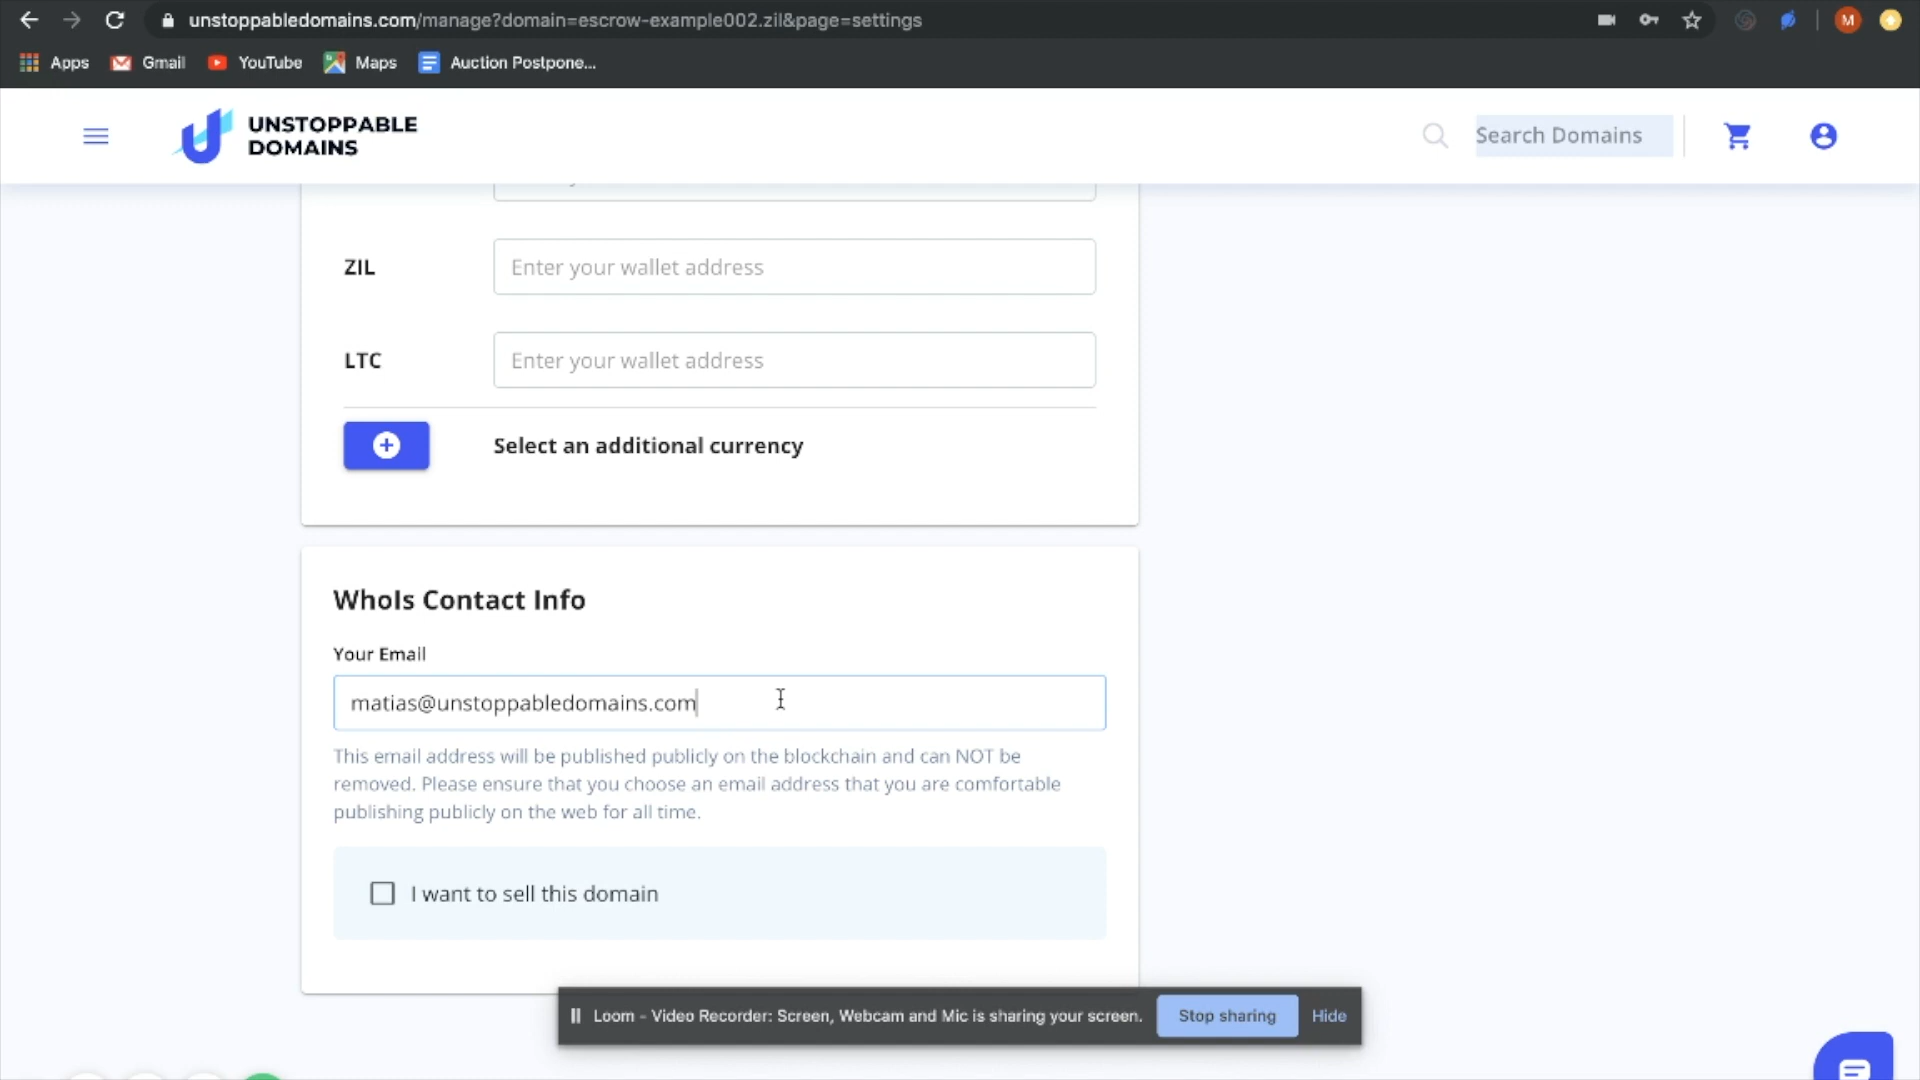 unstoppabledomains.com/manage?domain=escrow-example002.zil&page=settings
M
Apps
Gmail
YouTube
Maps
Auction Postpone...
UNSTOPPABLE
DOMAINS
Search Domains
ZIL
Enter your wallet address
LTC
Enter your wallet address
Select an additional currency
WhoIs Contact Info
Your Email
matias@unstoppabledomains.com
This email address will be published publicly on the blockchain and can NOT be
removed. Please ensure that you choose an email address that you are comfortable
publishing publicly on the web for all time.
I want to sell this domain
Loom - Video Recorder: Screen, Webcam and Mic is sharing your screen.
Stop sharing
Hide